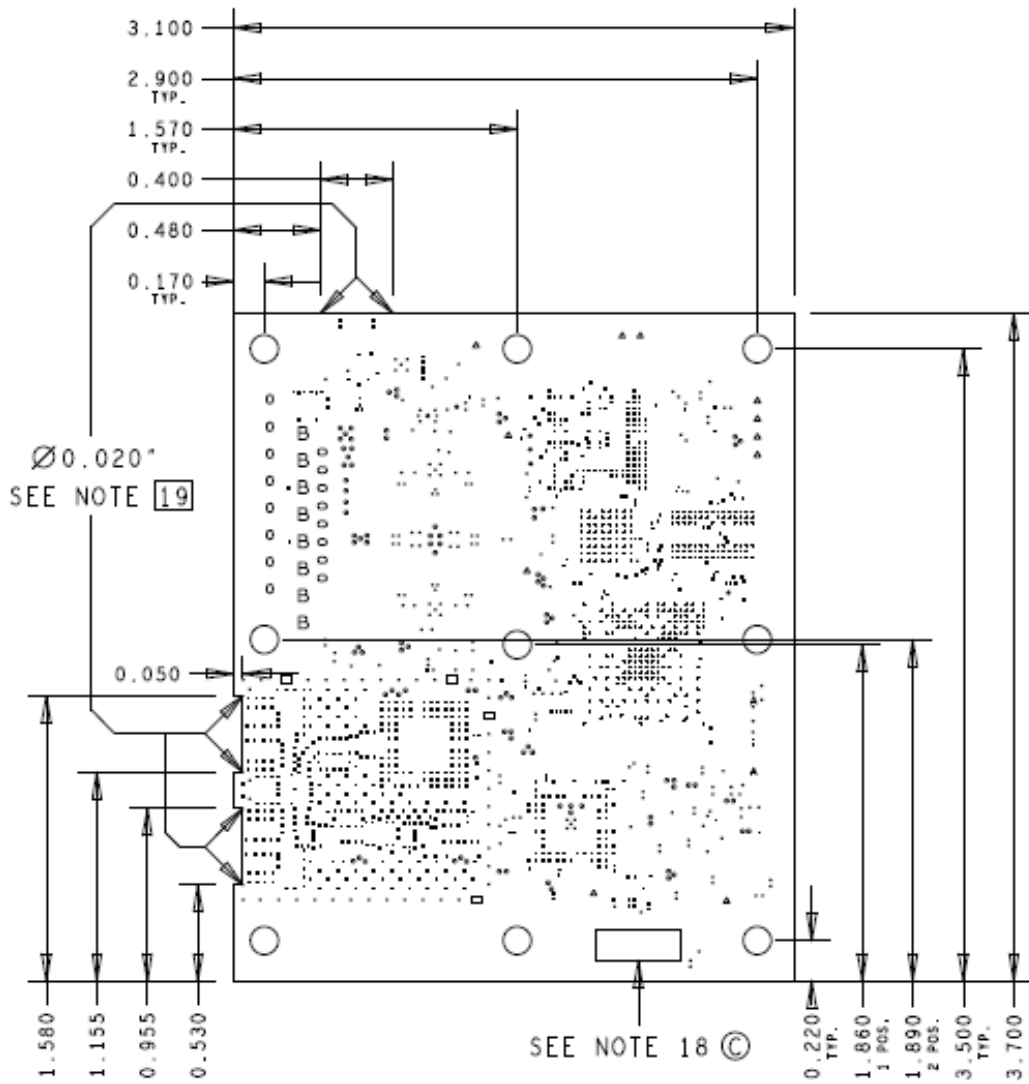 3.100
2.900
TYP.
1.570
TYP.
0.400
0.480
0.170
TYP.
Ø0.020"
SEE NOTE 19
B
B
B
B
B
B
B
B
0.050
1.580
1.155
0.955
0.530
SEE NOTE 18 Ⓒ
0.220
TYP.
1.860
1 POS.
1.890
2 POS.
3.500
TYP.
3.700